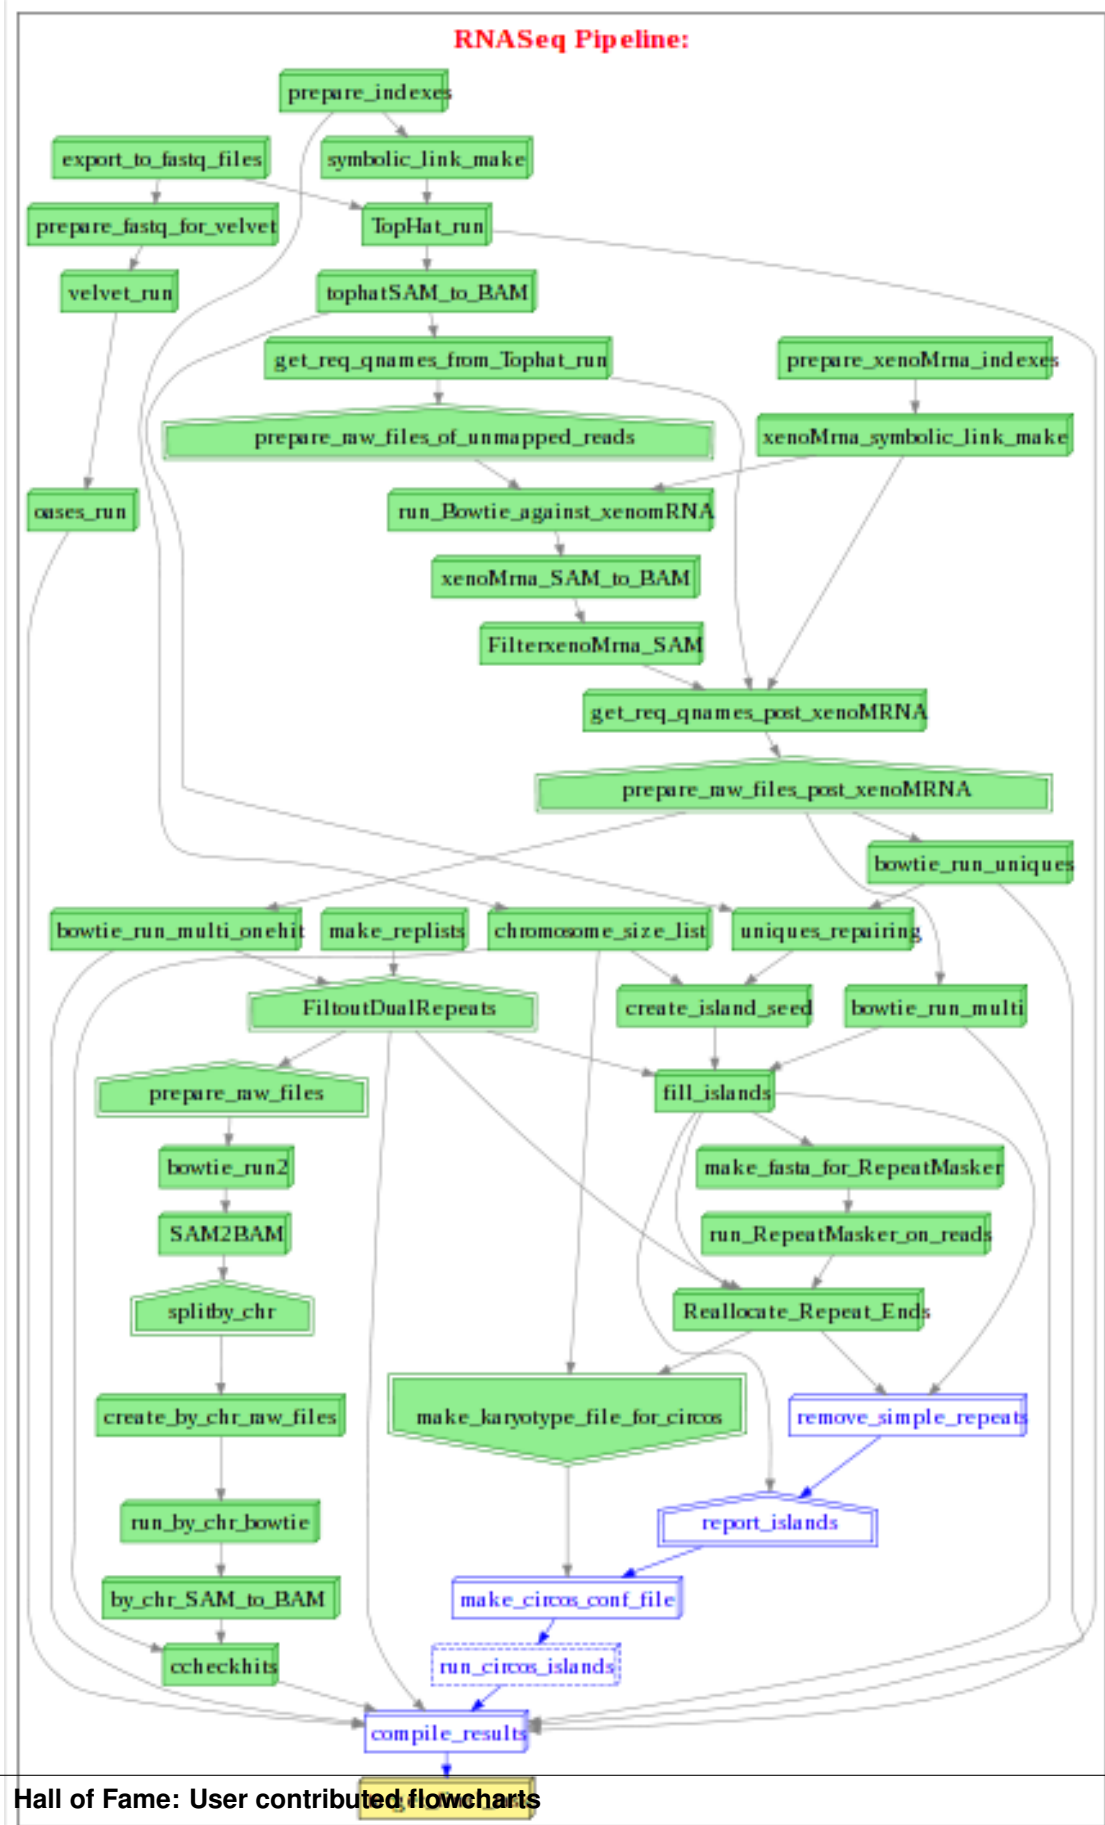 RNASeq Pipeline:
prepare_indexes
export_to_fastq_files
symbolic_link_make
prepare_fastq_for_velvet
TopHat_run
velvet_run
tophatSAM_to_BAM
get_req_qnames_from_Tophat_run
prepare_xenoMrna_indexes
prepare_raw_files_of_unmapped_reads
xenoMrna_symbolic_link_make
oases_run
run_Bowtie_against_xenomRNA
xenoMrna_SAM_to_BAM
FilterxenoMrna_SAM
get_req_qnames_post_xenoMRNA
prepare_raw_files_post_xenoMRNA
bowtie_run_uniques
bowtie_run_multi_onehit
make_replists
chromosome_size_list
uniques_repairing
FiltoutDualRepeats
create_island_seed
bowtie_run_multi
prepare_raw_files
fill_islands
bowtie_run2
make_fasta_for_RepeatMasker
SAM2BAM
run_RepeatMasker_on_reads
splitby_chr
Reallocate_Repeat_Ends
create_by_chr_raw_files
make_karyotype_file_for_circos
remove_simple_repeats
run_by_chr_bowtie
report_islands
by_chr_SAM_to_BAM
make_circos_conf_file
ccheckhits
run_circos_islands
compile_results
Hall of Fame: User contributed flowcharts